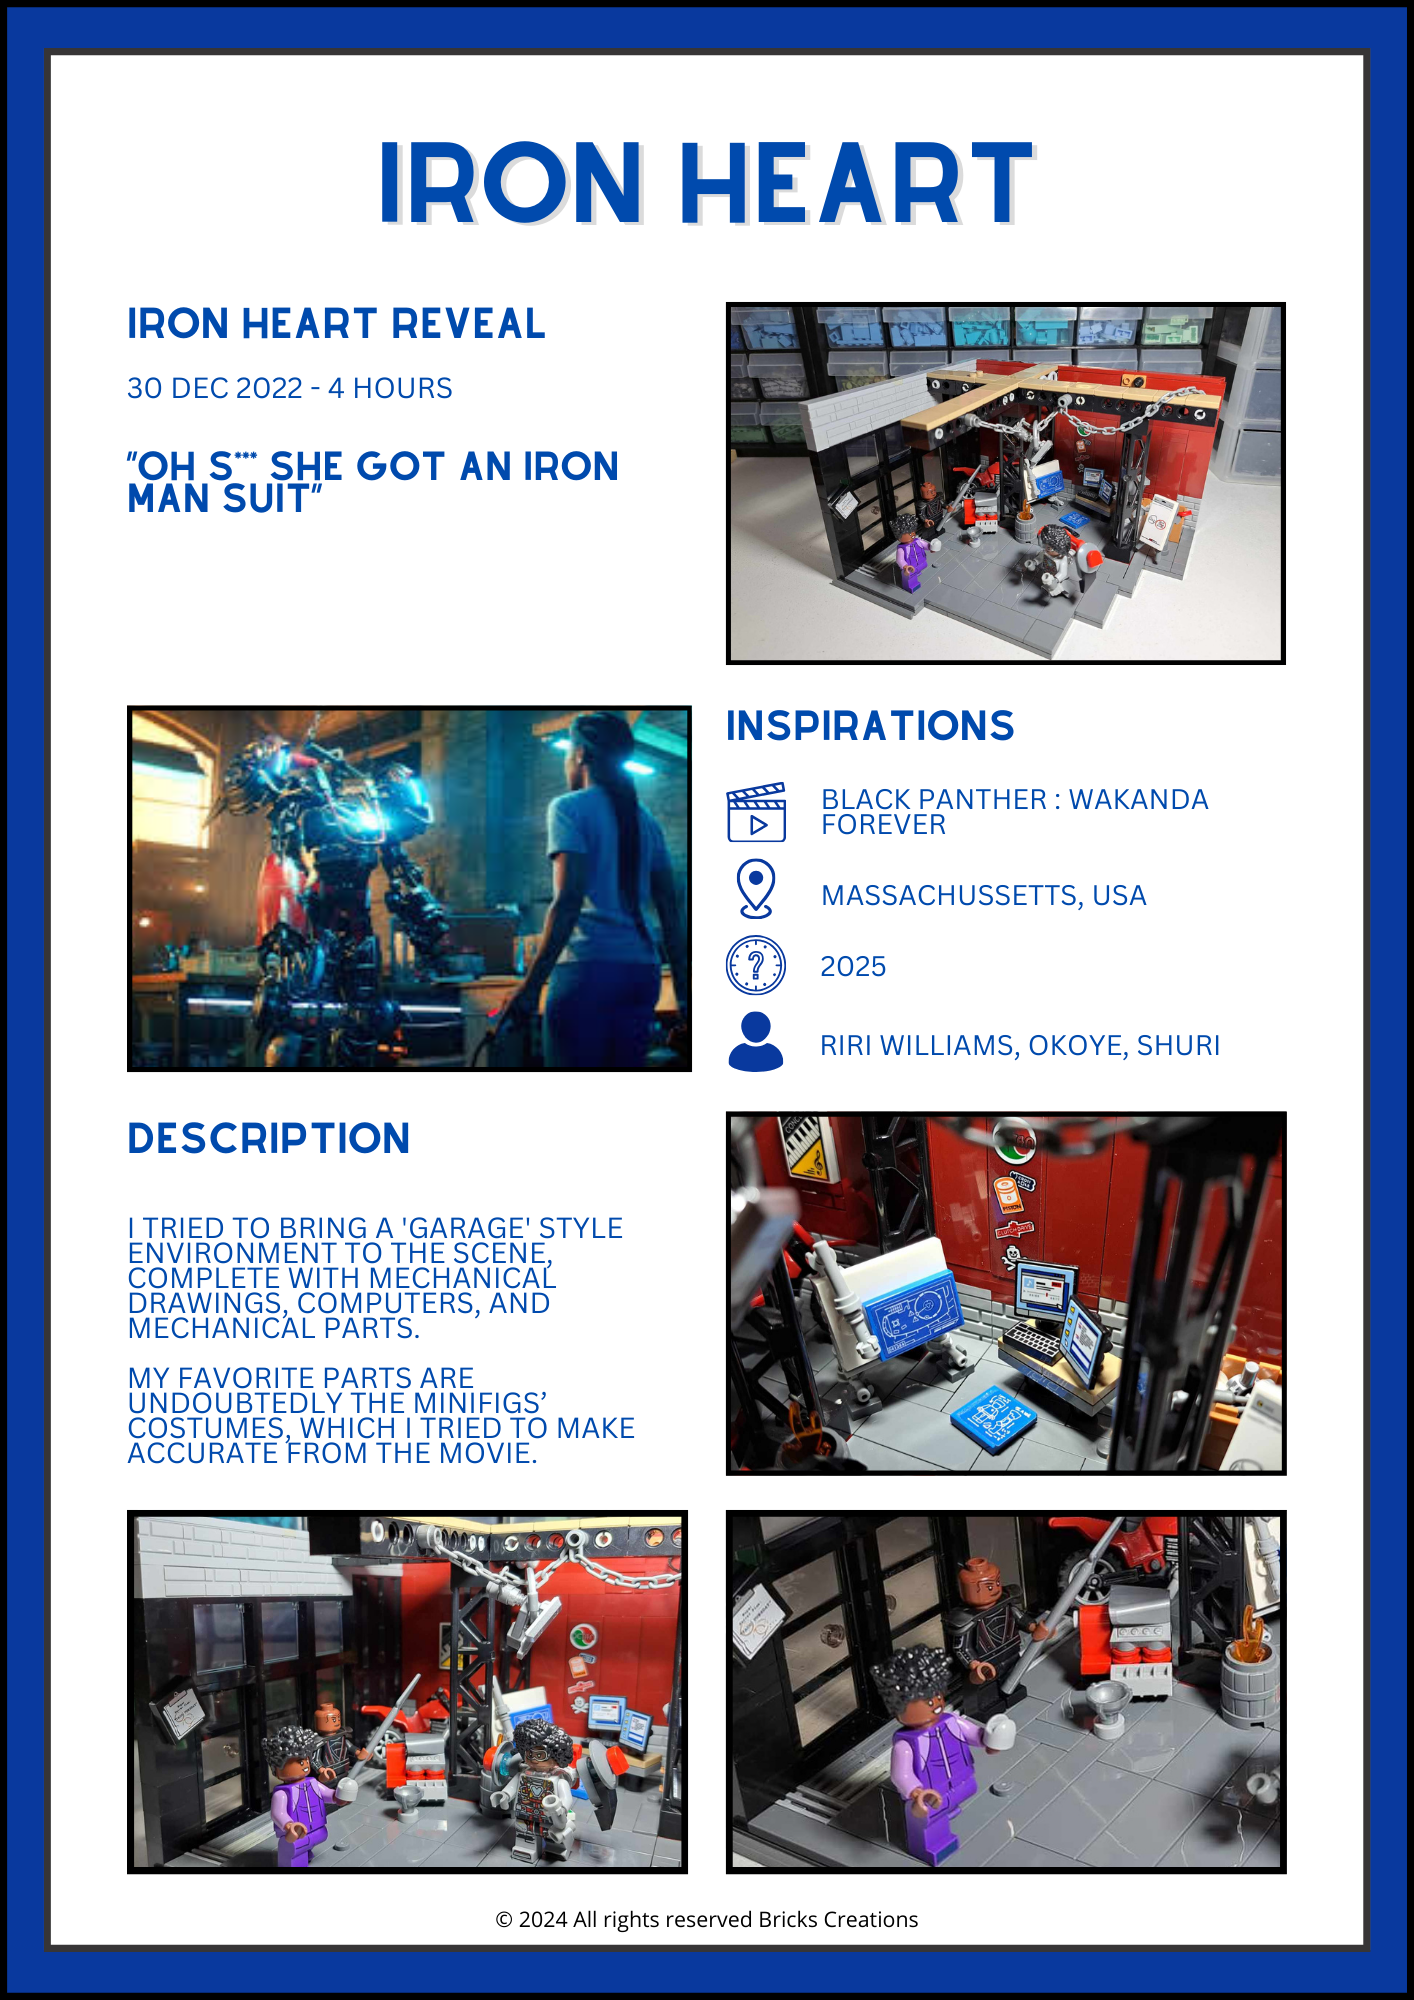 IRON HEART
IRON HEART REVEAL
30 DEC 2022 - 4 HOURS
"OH S*** SHE GOT AN IRON
MAN SUIT"
INSPIRATIONS
BLACK PANTHER : WAKANDA
FOREVER
MASSACHUSSETTS, USA
?
2025
RIRI WILLIAMS, OKOYE, SHURI
DESCRIPTION
I TRIED TO BRING A 'GARAGE' STYLE
ENVIRONMENT TO THE SCENE,
COMPLETE WITH MECHANICAL
DRAWINGS, COMPUTERS, AND
MECHANICAL PARTS.
MY FAVORITE PARTS ARE
UNDOUBTEDLY THE MINIFIGS’
COSTUMES, WHICH I TRIED TO MAKE
ACCURATE FROM THE MOVIE.
PISTON
© 2024 All rights reserved Bricks Creations